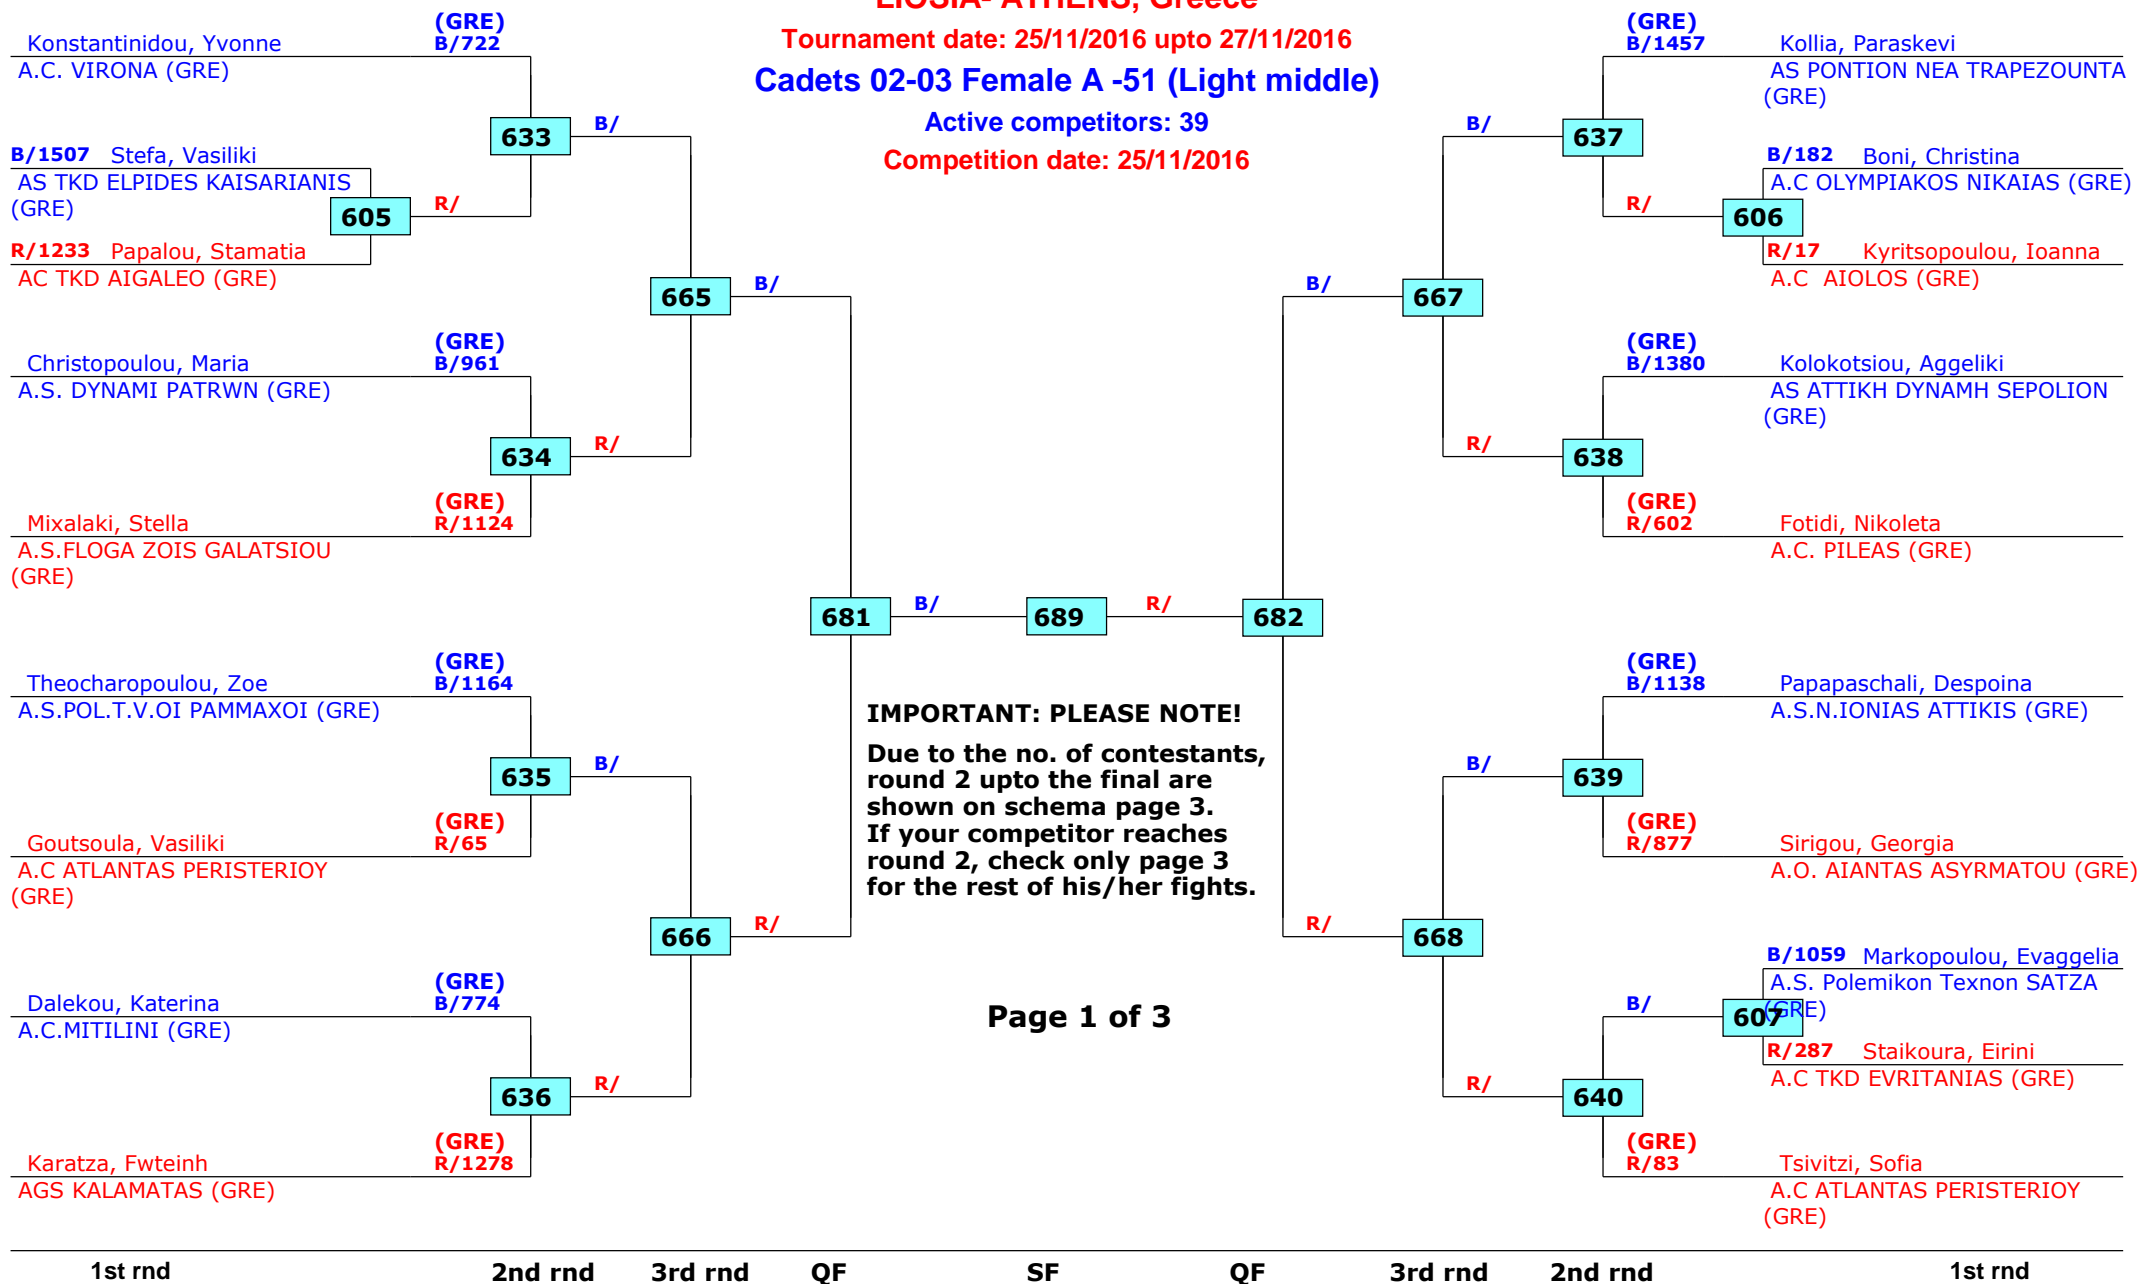 LIOSIA- ATHENS, Greece
Tournament date: 25/11/2016 upto 27/11/2016
Cadets 02-03 Female A -51 (Light middle)
Active competitors: 39
Competition date: 25/11/2016
(GRE)
Konstantinidou, Yvonne B/722
A.C. VIRONA (GRE)
633
B/
B/1507 Stefa, Vasiliki
AS TKD ELPIDES KAISARIANIS
(GRE)
605
R/
R/1233 Papalou, Stamatia
AC TKD AIGALEO (GRE)
665
B/
(GRE)
Christopoulou, Maria B/961
A.S. DYNAMI PATRWN (GRE)
634
R/
(GRE)
Mixalaki, Stella R/1124
A.S.FLOGA ZOIS GALATSIOU
(GRE)
681
B/
689
R/
682
(GRE)
Theocharopoulou, Zoe B/1164
A.S.POL.T.V.OI PAMMAXOI (GRE)
635
B/
(GRE)
Goutsoula, Vasiliki R/65
A.C ATLANTAS PERISTERIOY
(GRE)
666
R/
(GRE)
Dalekou, Katerina B/774
A.C.MITILINI (GRE)
636
R/
(GRE)
Karatza, Fwteinh R/1278
AGS KALAMATAS (GRE)
IMPORTANT: PLEASE NOTE!
Due to the no. of contestants,
round 2 upto the final are
shown on schema page 3.
If your competitor reaches
round 2, check only page 3
for the rest of his/her fights.
Page 1 of 3
(GRE)
B/1457 Kollia, Paraskevi
AS PONTION NEA TRAPEZOUNTA
(GRE)
B/
637
B/182 Boni, Christina
A.C OLYMPIAKOS NIKAIAS (GRE)
R/
606
R/17 Kyritsopoulou, Ioanna
A.C  AIOLOS (GRE)
B/
667
(GRE)
B/1380 Kolokotsiou, Aggeliki
AS ATTIKH DYNAMH SEPOLION
(GRE)
R/
638
(GRE)
R/602 Fotidi, Nikoleta
A.C. PILEAS (GRE)
(GRE)
B/1138 Papapaschali, Despoina
A.S.N.IONIAS ATTIKIS (GRE)
B/
639
(GRE)
R/877 Sirigou, Georgia
A.O. AIANTAS ASYRMATOU (GRE)
R/
668
B/1059 Markopoulou, Evaggelia
A.S. Polemikon Texnon SATZA
(GRE)
B/
607
R/287 Staikoura, Eirini
A.C TKD EVRITANIAS (GRE)
R/
640
(GRE)
R/83 Tsivitzi, Sofia
A.C ATLANTAS PERISTERIOY
(GRE)
1st rnd 2nd rnd 3rd rnd QF SF QF 3rd rnd 2nd rnd 1st rnd